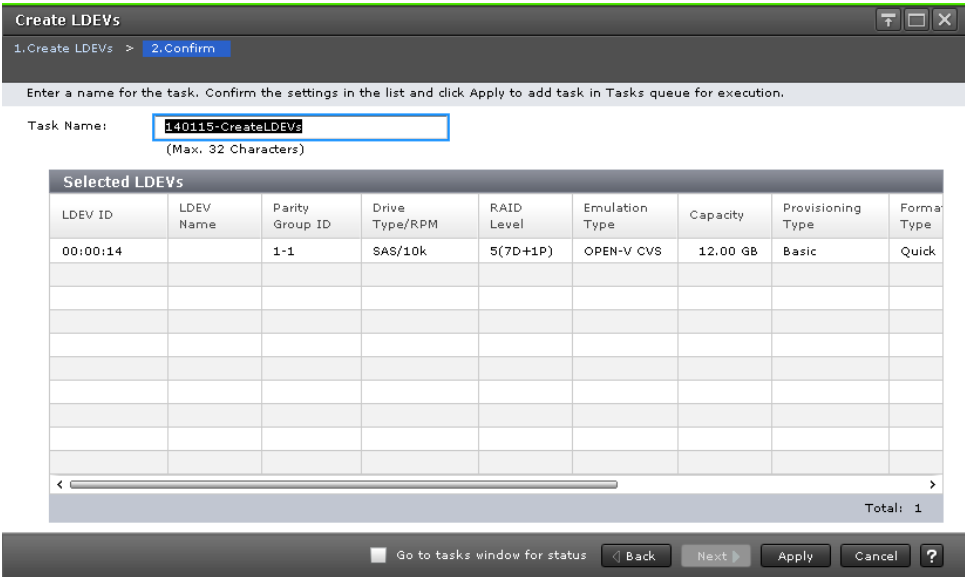 Create LDEVs
1.Create LDEVs > 2.Confirm
Enter a name for the task. Confirm the settings in the list and click Apply to add task in Tasks queue for execution.
Task Name: 140115-CreateLDEVs
(Max. 32 Characters)
Selected LDEVs
LDEV ID LDEV Name Parity Group ID Drive Type/RPM RAID Level Emulation Type Capacity Provisioning Type Format Type
00:00:14 1-1 SAS/10k 5(7D+1P) OPEN-V CVS 12.00 GB Basic Quick
Total: 1
Go to tasks window for status Back Next Apply Cancel ?